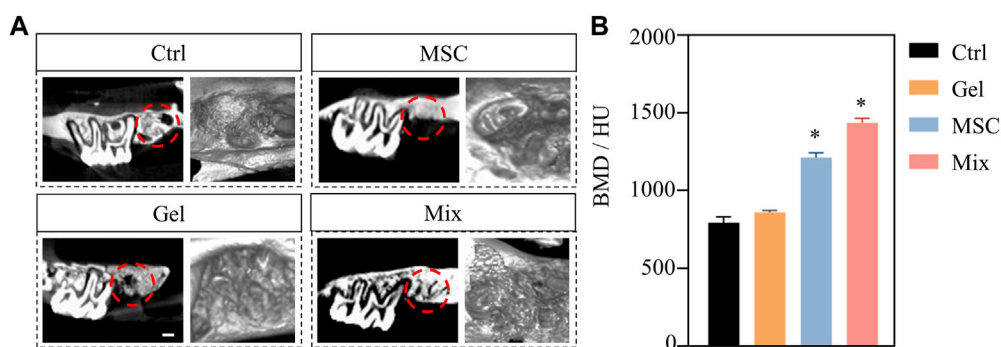 A
Ctrl
MSC
Gel
Mix
B
BMD / HU
2000
1500
1000
500
0
*
*
Ctrl
Gel
MSC
Mix